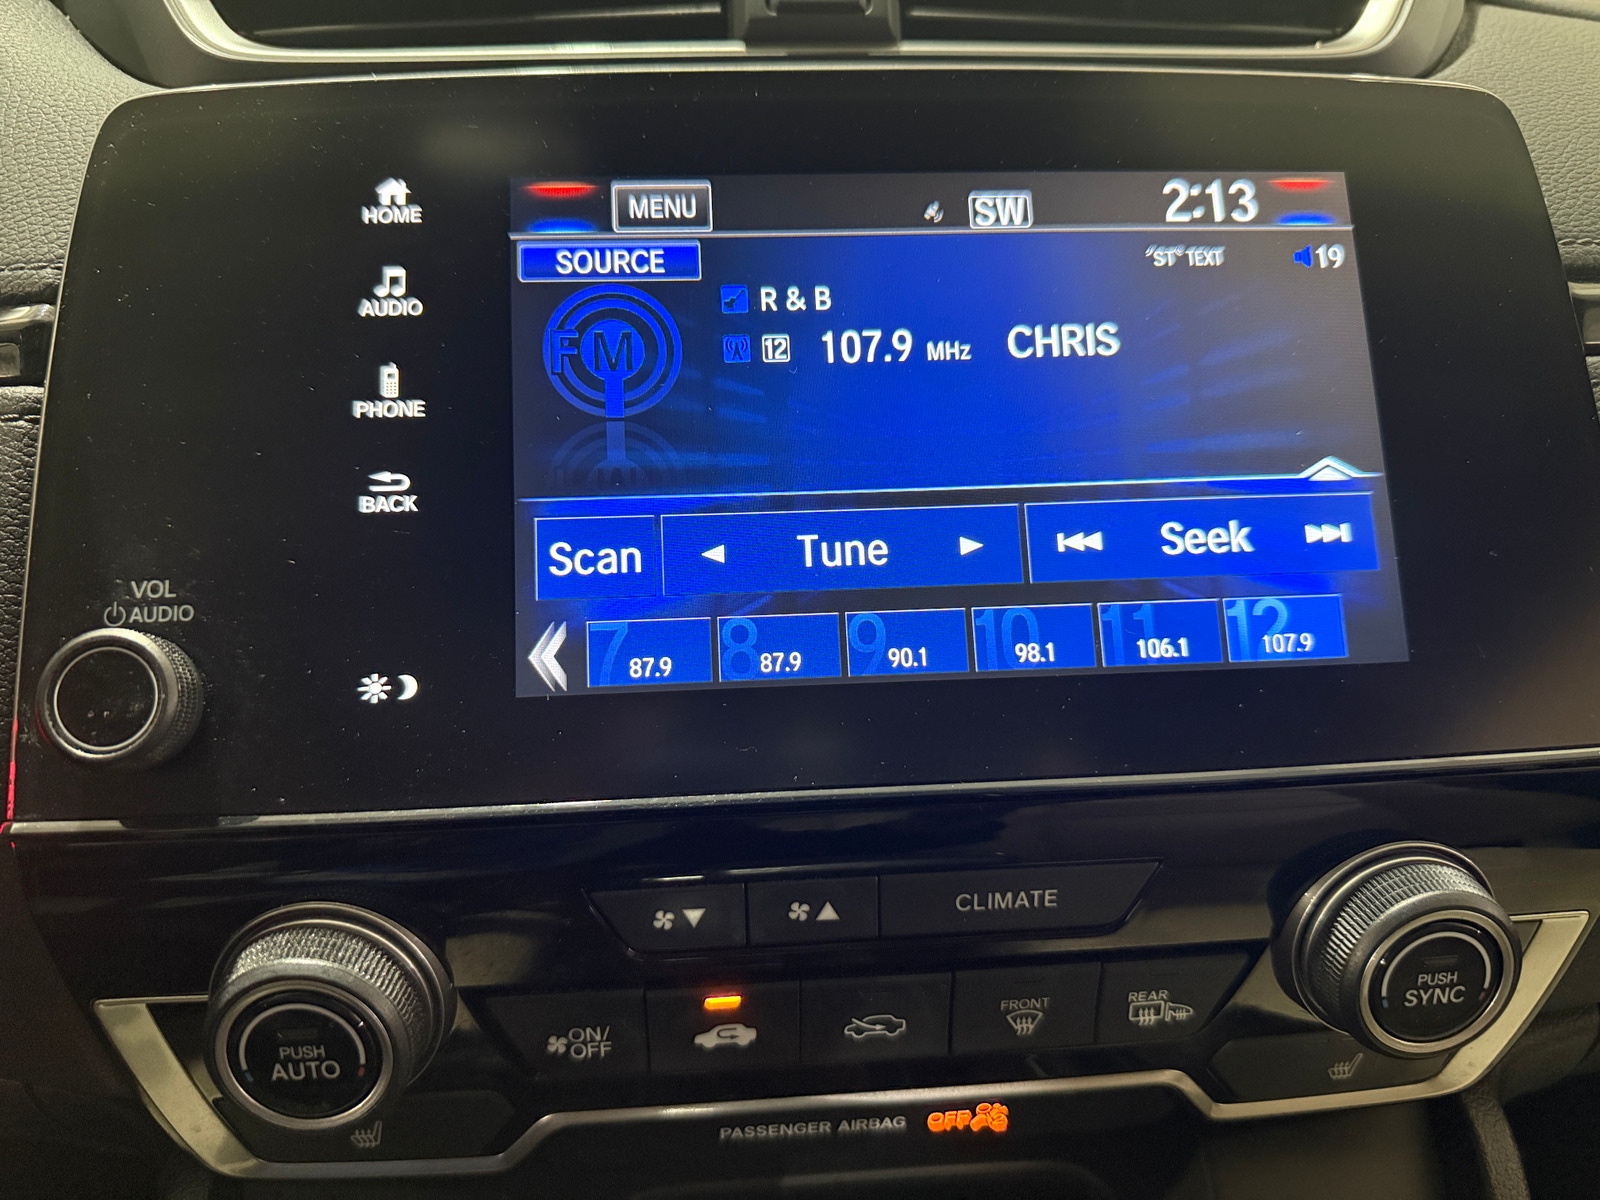 HOME
MENU
SW
2:13
SOURCE
"ST" TEXT
19
AUDIO
R & B
FM
12 107.9 MHz CHRIS
PHONE
BACK
Scan
Tune
Seek
7 87.9
8 87.9
9 90.1
10 98.1
11 106.1
12 107.9
VOL
AUDIO
CLIMATE
PUSH
AUTO
ON/
OFF
FRONT
REAR
PUSH
SYNC
PASSENGER AIRBAG OFF